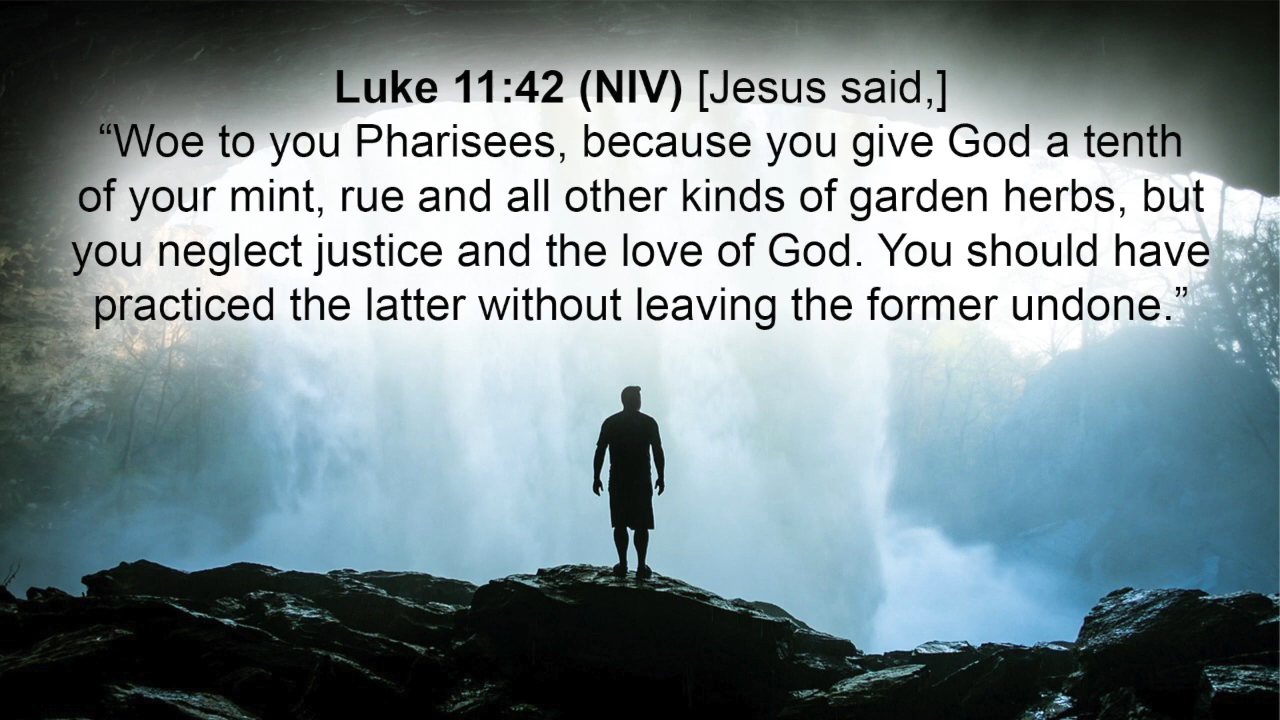 Luke 11:42 (NIV) [Jesus said,]
“Woe to you Pharisees, because you give God a tenth
of your mint, rue and all other kinds of garden herbs, but
you neglect justice and the love of God. You should have
practiced the latter without leaving the former undone.”